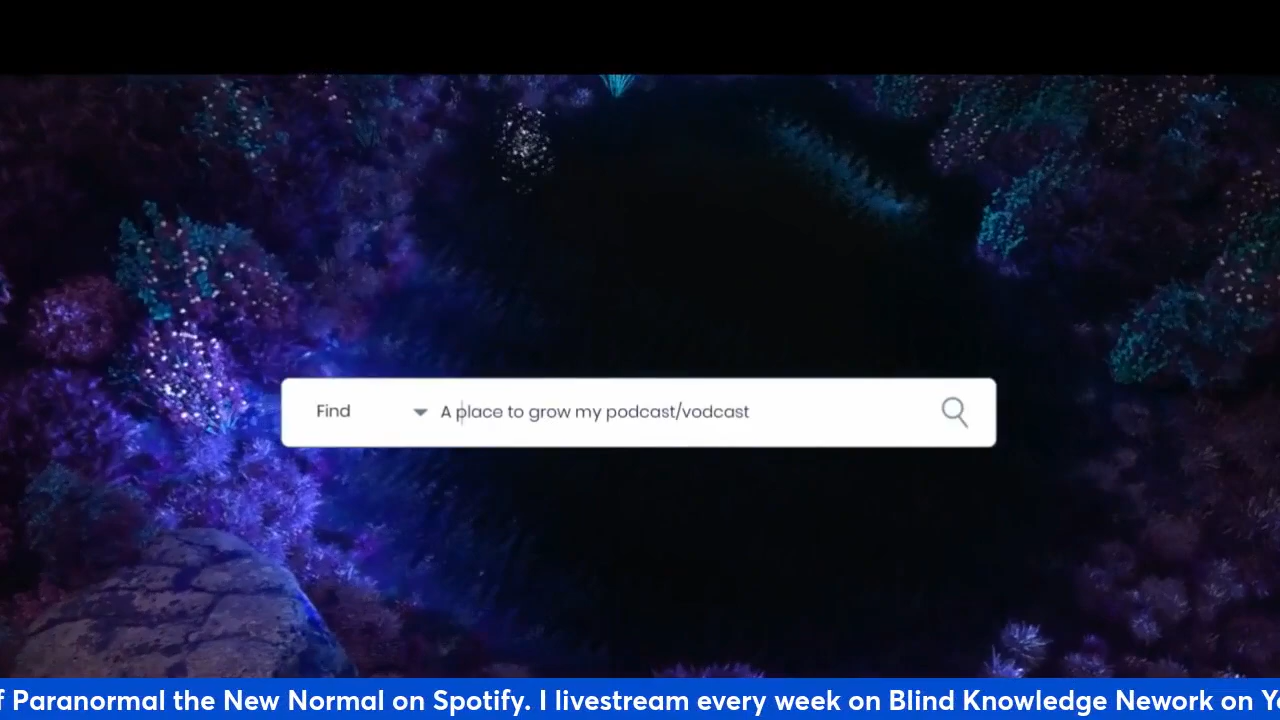 Find
A place to grow my podcast/vodcast
Paranormal the New Normal on Spotify. I livestream every week on Blind Knowledge Nework on